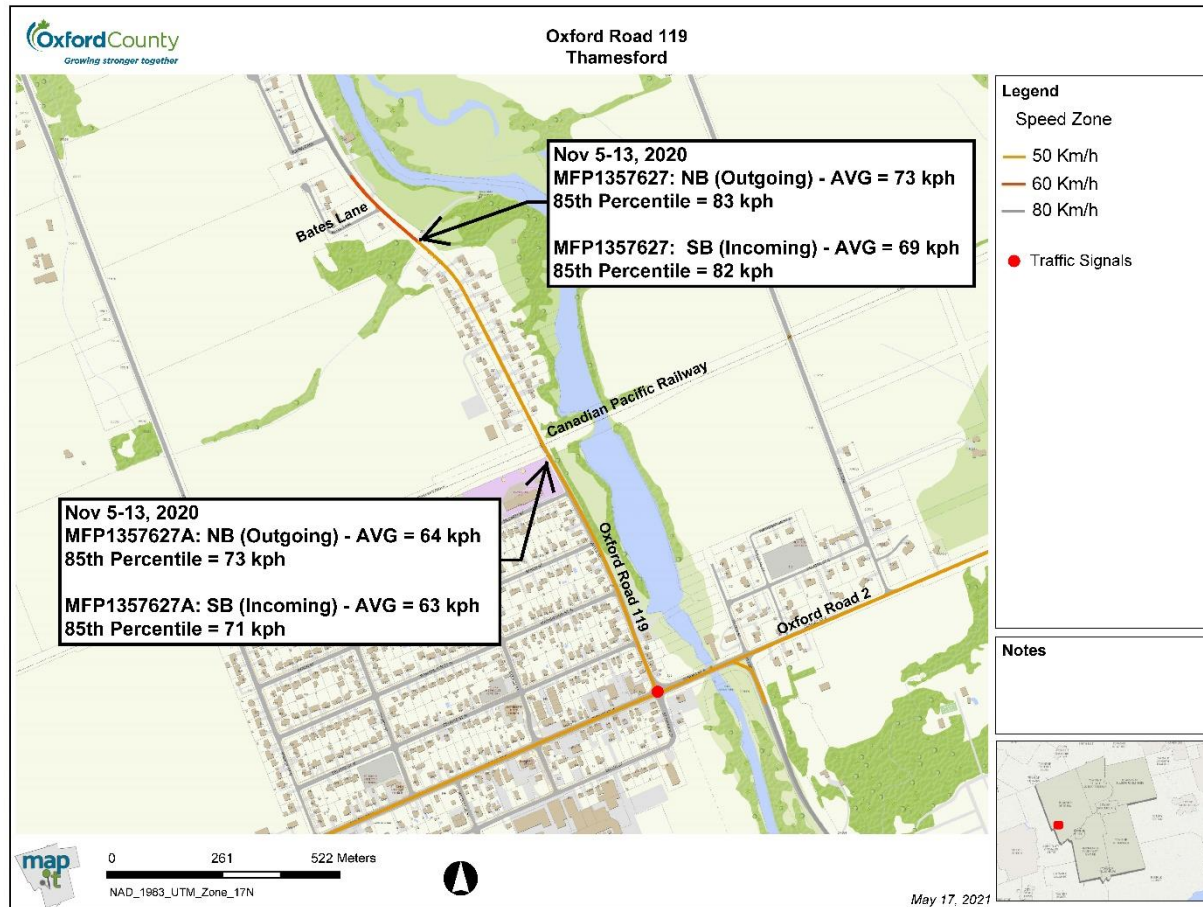 OxfordCounty
Growing stronger together
Oxford Road 119
Thamesford
Legend
Speed Zone
50 Km/h
60 Km/h
80 Km/h
Traffic Signals
Nov 5-13, 2020
MFP1357627: NB (Outgoing) - AVG = 73 kph
85th Percentile = 83 kph
MFP1357627:  SB (Incoming) - AVG = 69 kph
85th Percentile = 82 kph
Bates Lane
Canadian Pacific Railway
Nov 5-13, 2020
MFP1357627A: NB (Outgoing) - AVG = 64 kph
85th Percentile = 73 kph
MFP1357627A: SB (Incoming) - AVG = 63 kph
85th Percentile = 71 kph
Oxford Road 119
Oxford Road 2
Notes
map it
0 261 522 Meters
NAD_1983_UTM_Zone_17N
May 17, 2021